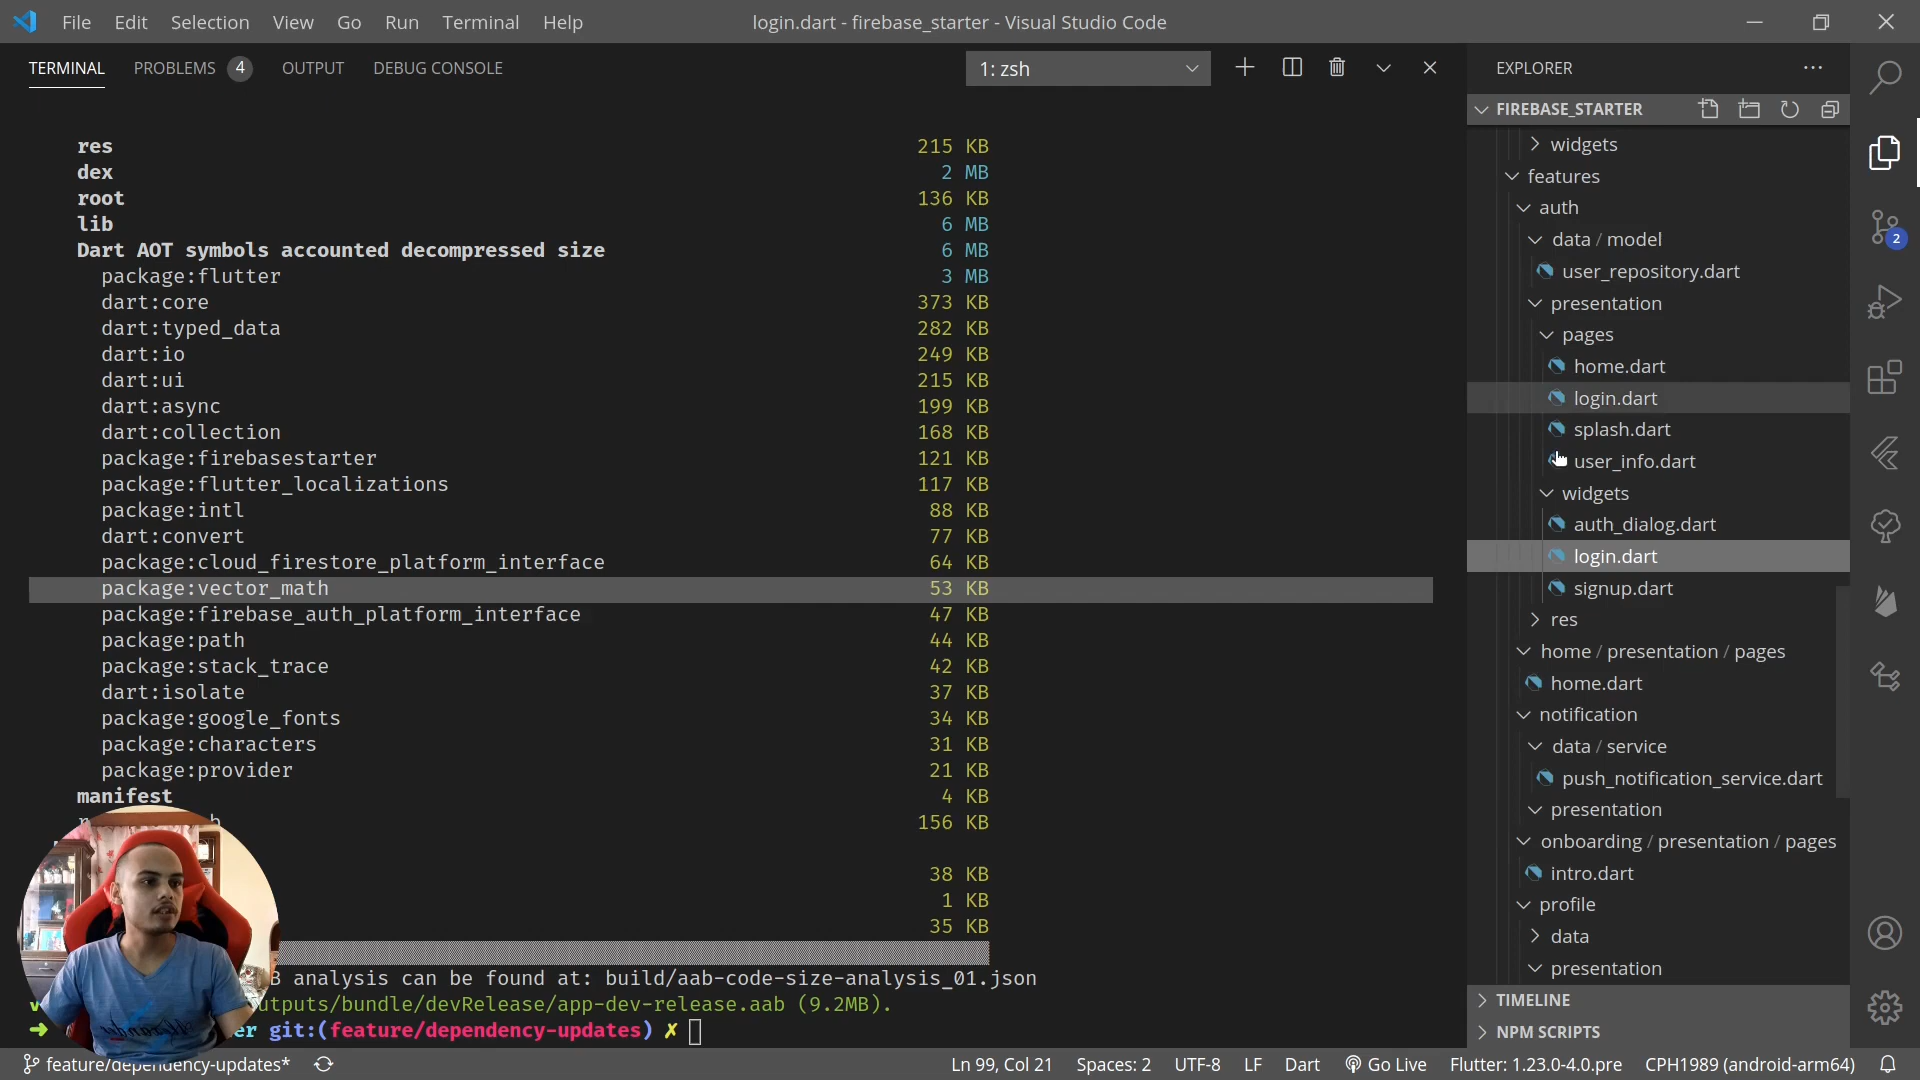 File Edit Selection View Go Run Terminal Help
login.dart - firebase_starter - Visual Studio Code
TERMINAL PROBLEMS 4 OUTPUT DEBUG CONSOLE
1: zsh
res 215 KB
dex 2 MB
root 136 KB
lib 6 MB
Dart AOT symbols accounted decompressed size 6 MB
package:flutter 3 MB
dart:core 373 KB
dart:typed_data 282 KB
dart:io 249 KB
dart:ui 215 KB
dart:async 199 KB
dart:collection 168 KB
package:firebasestarter 121 KB
package:flutter_localizations 117 KB
package:intl 88 KB
dart:convert 77 KB
package:cloud_firestore_platform_interface 64 KB
package:vector_math 53 KB
package:firebase_auth_platform_interface 47 KB
package:path 44 KB
package:stack_trace 42 KB
dart:isolate 37 KB
package:google_fonts 34 KB
package:characters 31 KB
package:provider 21 KB
manifest 4 KB
156 KB
38 KB
1 KB
35 KB
analysis can be found at: build/aab-code-size-analysis_01.json
utputs/bundle/devRelease/app-dev-release.aab (9.2MB).
➜ er git:(feature/dependency-updates) ✗
EXPLORER
FIREBASE_STARTER
widgets
features
auth
data / model
user_repository.dart
presentation
pages
home.dart
login.dart
splash.dart
user_info.dart
widgets
auth_dialog.dart
login.dart
signup.dart
res
home / presentation / pages
home.dart
notification
data / service
push_notification_service.dart
presentation
onboarding / presentation / pages
intro.dart
profile
data
presentation
TIMELINE
NPM SCRIPTS
2
feature/dependency-updates*
Ln 99, Col 21 Spaces: 2 UTF-8 LF Dart Go Live Flutter: 1.23.0-4.0.pre CPH1989 (android-arm64)